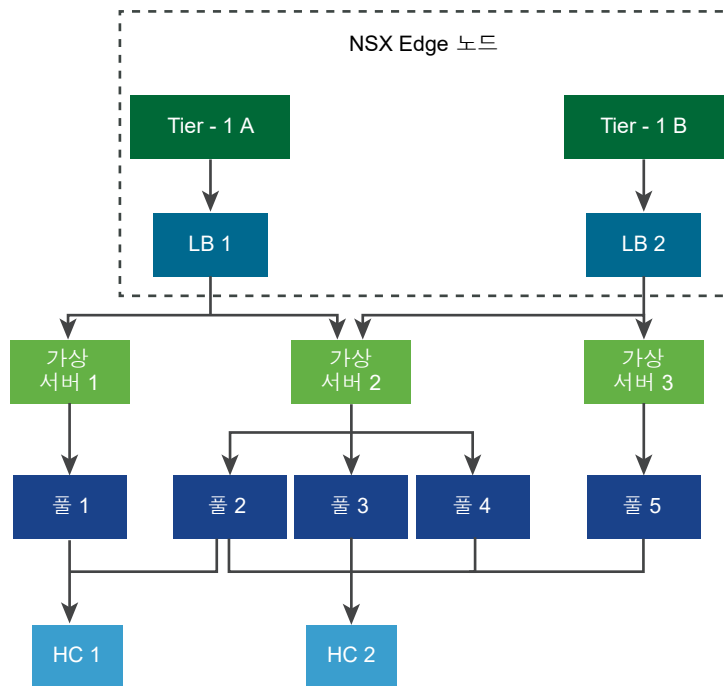 NSX Edge 노드
Tier - 1 A
Tier - 1 B
LB 1
LB 2
가상
서버 1
가상
서버 2
가상
서버 3
풀 1
풀 2
풀 3
풀 4
풀 5
HC 1
HC 2